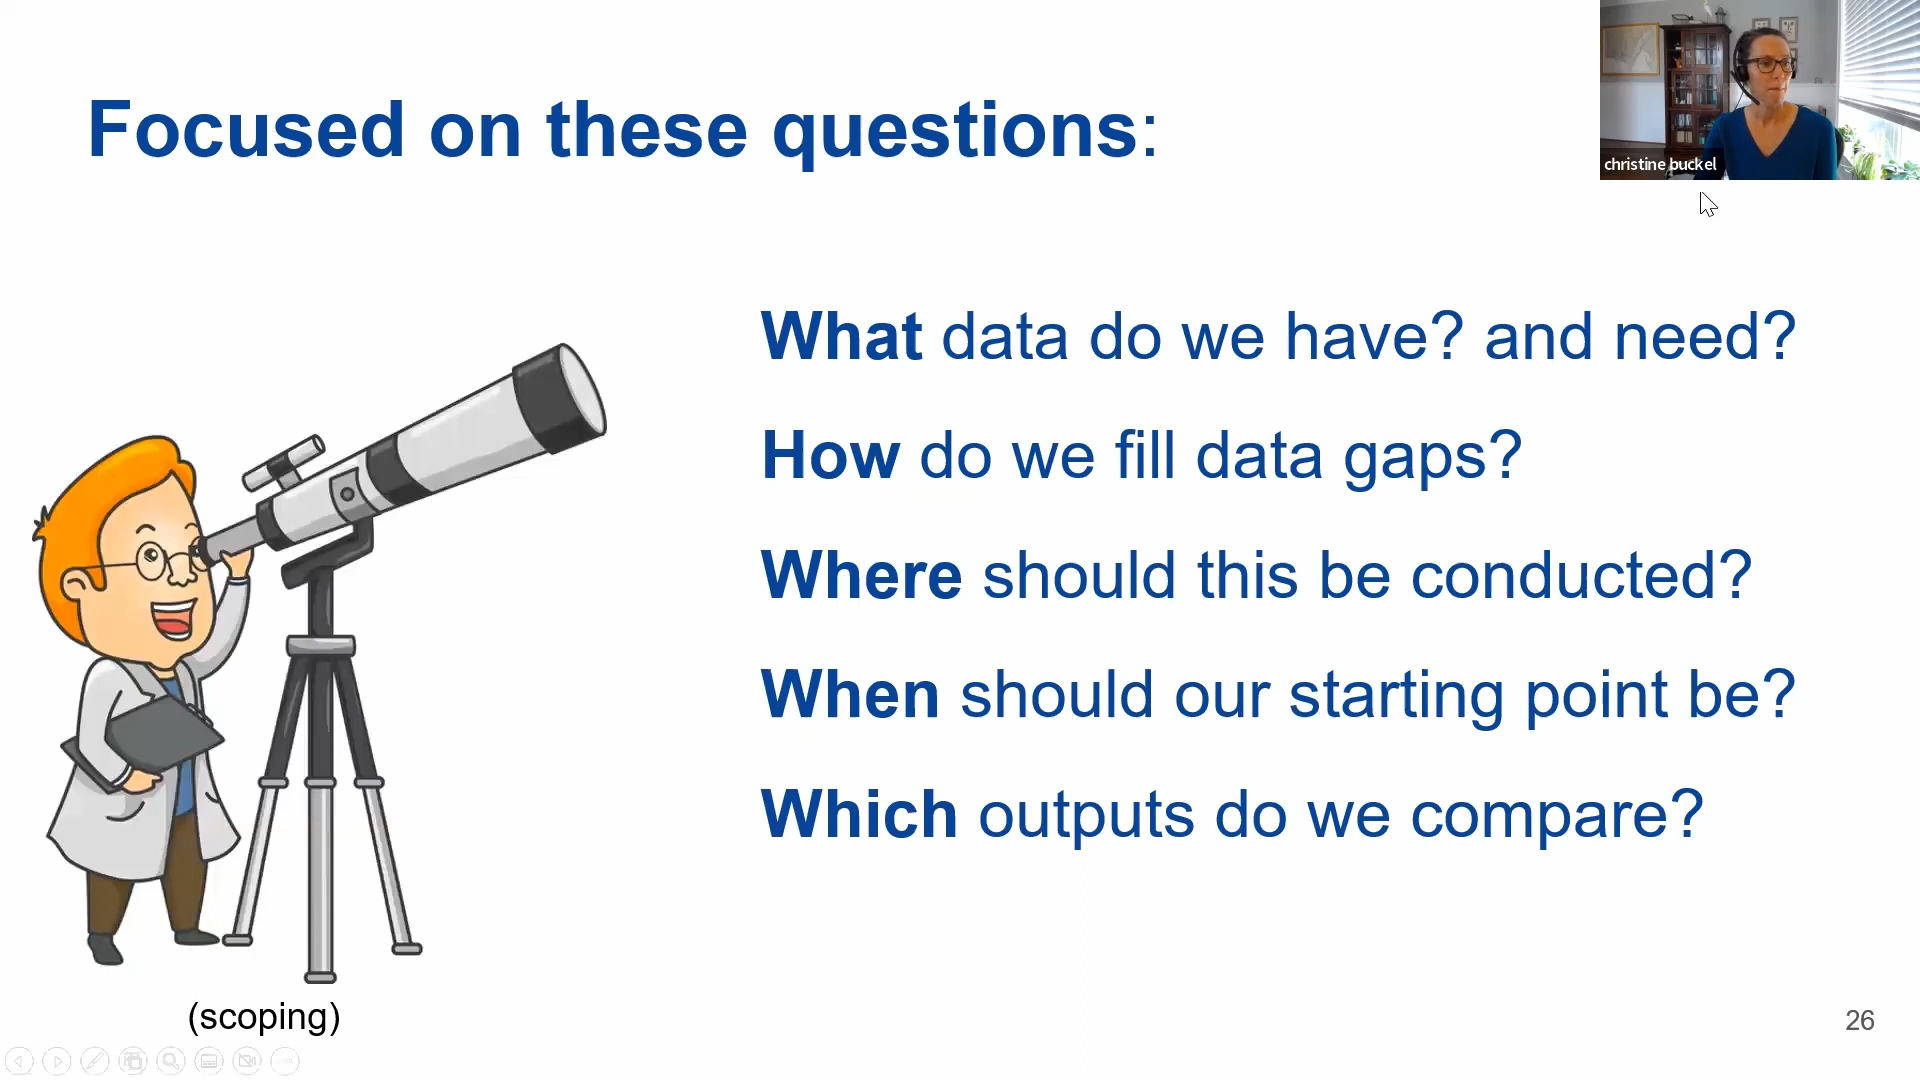 Focused on these questions:
christine buckel
What data do we have? and need?
How do we fill data gaps?
Where should this be conducted?
When should our starting point be?
Which outputs do we compare?
(scoping)
26